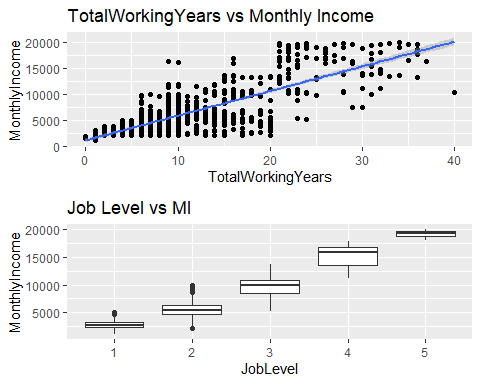 TotalWorkingYears vs Monthly Income
20000
15000
10000
5000
0
MonthlyIncome
0 10 20 30 40
TotalWorkingYears
Job Level vs MI
20000
15000
10000
5000
MonthlyIncome
1 2 3 4 5
JobLevel